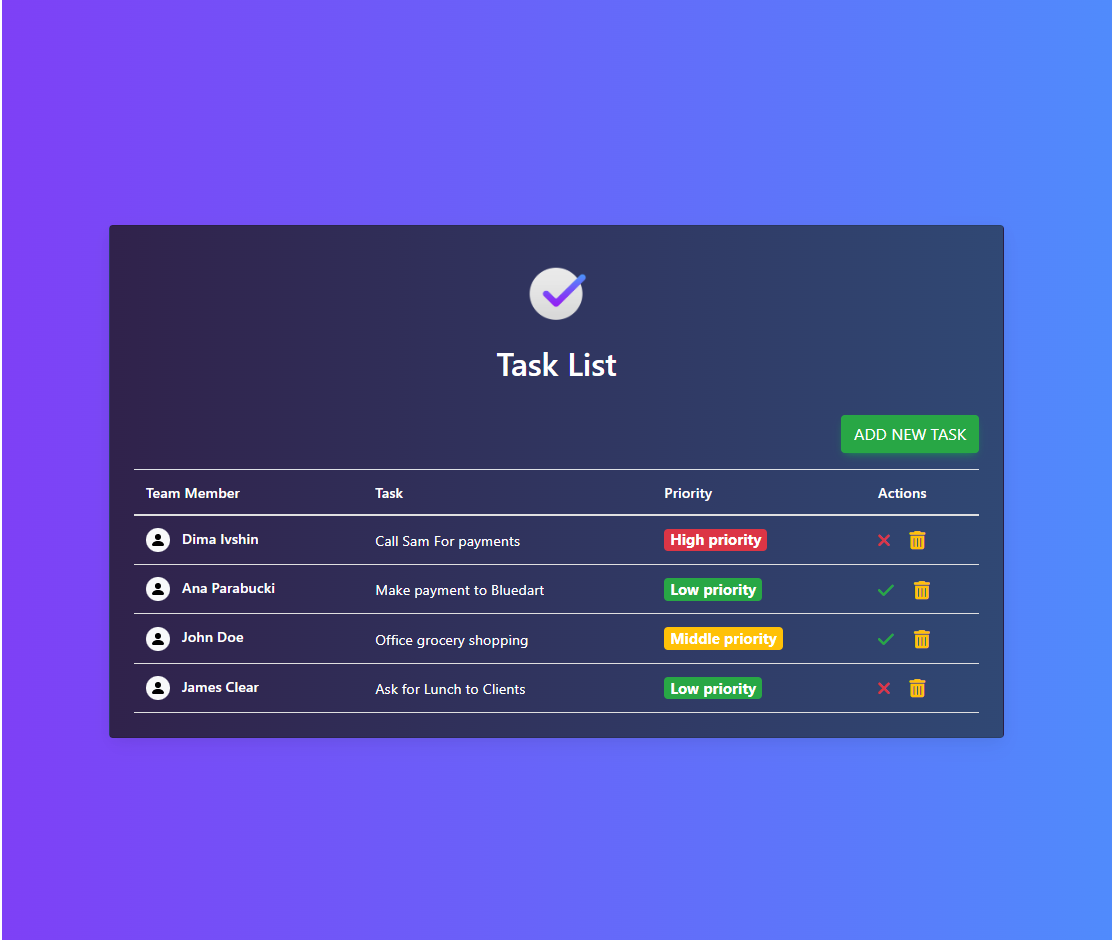 Task List
ADD NEW TASK
Team Member Task Priority Actions
Dima Ivshin Call Sam For payments High priority
Ana Parabucki Make payment to Bluedart Low priority
John Doe Office grocery shopping Middle priority
James Clear Ask for Lunch to Clients Low priority